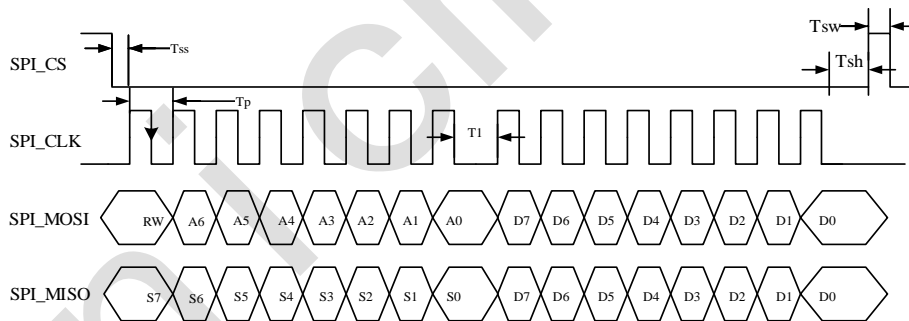 Tsw
Tss
SPI_CS
Tsh
Tp
SPI_CLK
T1
SPI_MOSI RW A6 A5 A4 A3 A2 A1 A0 D7 D6 D5 D4 D3 D2 D1 D0
SPI_MISO S7 S6 S5 S4 S3 S2 S1 S0 D7 D6 D5 D4 D3 D2 D1 D0